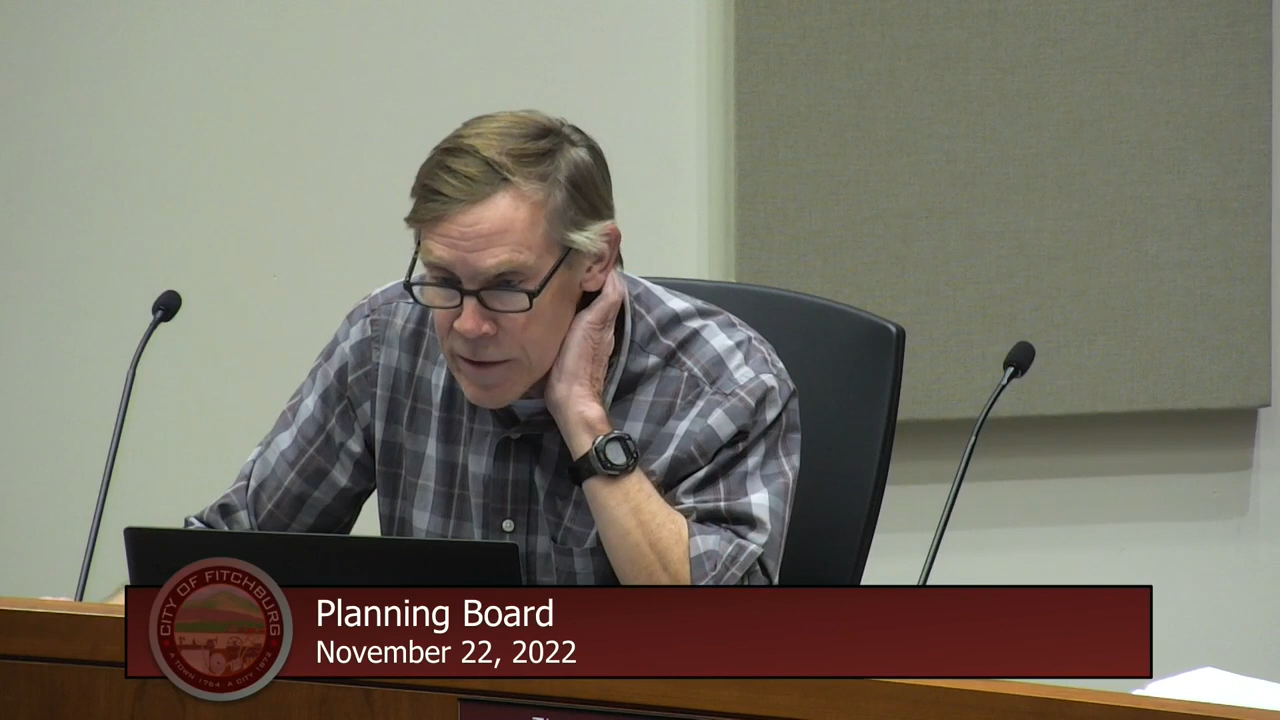 Planning Board
November 22, 2022
CITY OF FITCHBURG
A TOWN 1764 - A CITY 1872